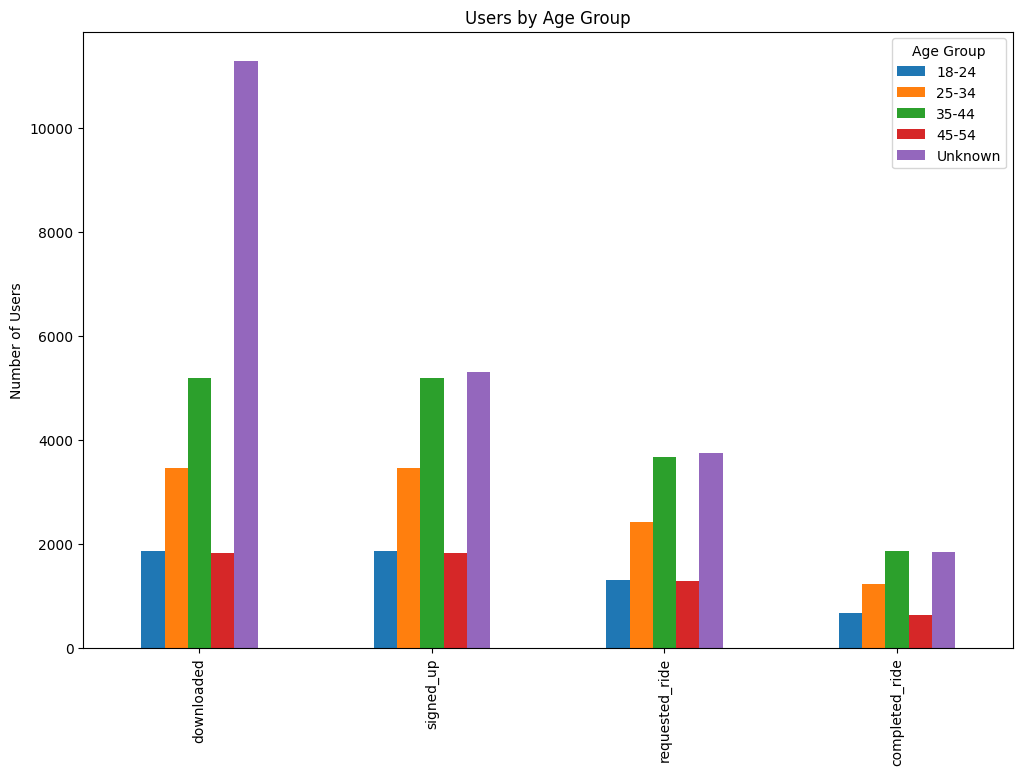 Users by Age Group
Age Group
18-24
25-34
35-44
45-54
Unknown
Number of Users
10000
8000
6000
4000
2000
0
downloaded
signed_up
requested_ride
completed_ride